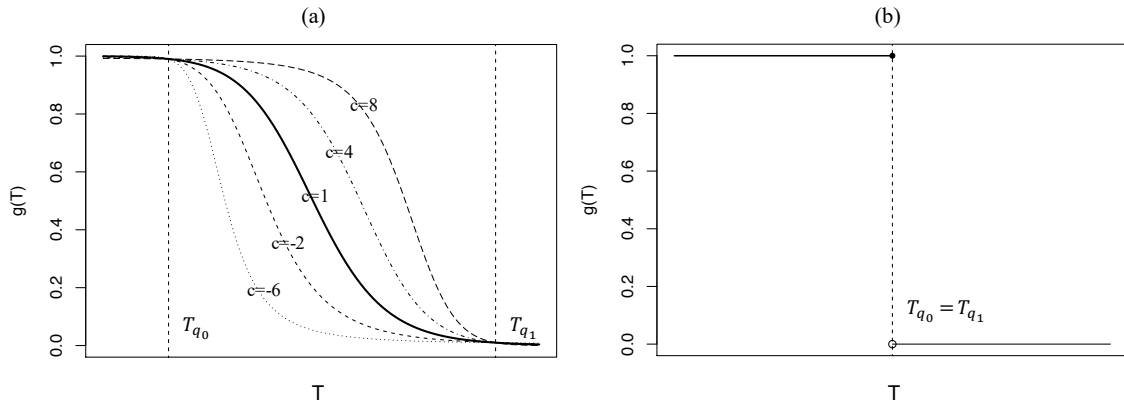 (a)
g(T)
1.0
0.8
0.6
0.4
0.2
0.0
c=8
c=4
c=1
c=-2
c=-6
T_{q_0}
T_{q_1}
T
(b)
g(T)
1.0
0.8
0.6
0.4
0.2
0.0
T_{q_0} = T_{q_1}
T